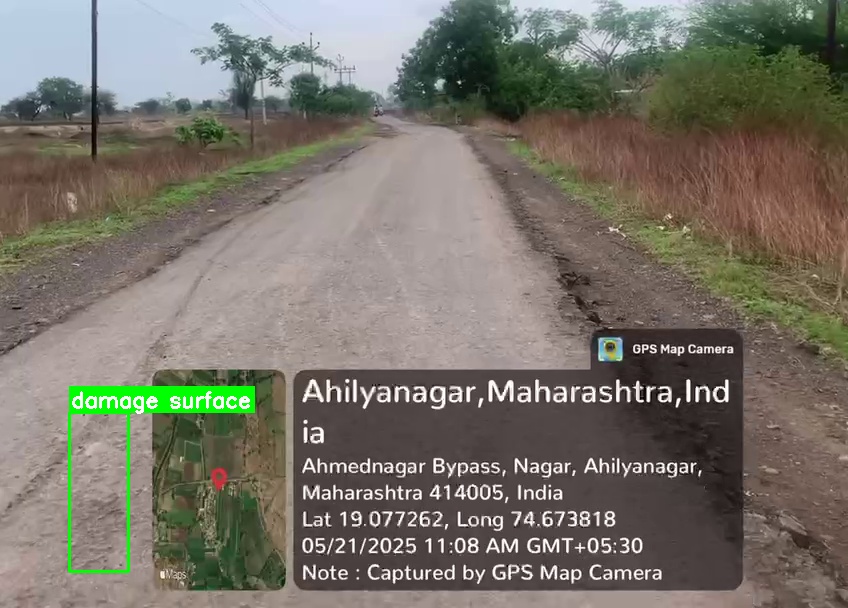 GPS Map Camera
damage surface
Ahilyanagar,Maharashtra,Ind
ia
Ahmednagar Bypass, Nagar, Ahilyanagar,
Maharashtra 414005, India
Lat 19.077262, Long 74.673818
05/21/2025 11:08 AM GMT+05:30
Note : Captured by GPS Map Camera
Maps